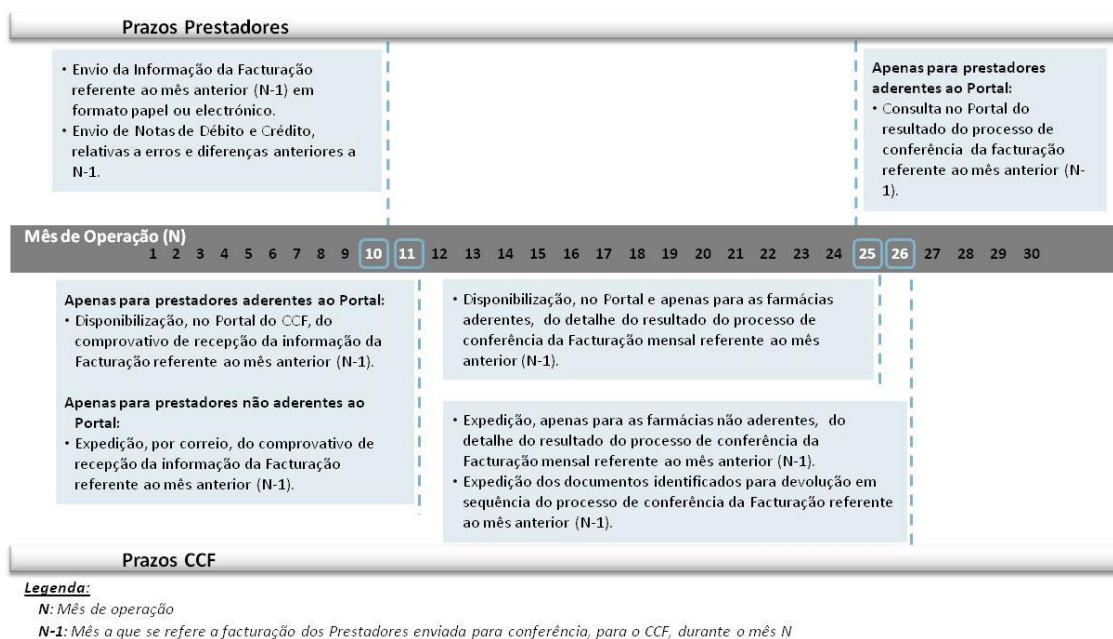 Prazos Prestadores
• Envio da Informação da Facturação
referente ao mês anterior (N-1) em
formato papel ou electrónico.
• Envio de Notas de Débito e Crédito,
relativas a erros e diferenças anteriores a
N-1.
Apenas para prestadores
aderentes ao Portal:
• Consulta no Portal do
resultado do processo de
conferência da facturação
referente ao mês anterior (N-
1).
Mês de Operação (N)
1 2 3 4 5 6 7 8 9 10 11 12 13 14 15 16 17 18 19 20 21 22 23 24 25 26 27 28 29 30
Apenas para prestadores aderentes ao Portal:
• Disponibilização, no Portal do CCF, do
comprovativo de recepção da informação da
Facturação referente ao mês anterior (N-1).
Apenas para prestadores não aderentes ao
Portal:
• Expedição, por correio, do comprovativo de
recepção da informação da Facturação
referente ao mês anterior (N-1).
• Disponibilização, no Portal e apenas para as farmácias
aderentes, do detalhe do resultado do processo de
conferência da Facturação mensal referente ao mês
anterior (N-1).
• Expedição, apenas para as farmácias não aderentes, do
detalhe do resultado do processo de conferência da
Facturação mensal referente ao mês anterior (N-1).
• Expedição dos documentos identificados para devolução em
sequência do processo de conferência da Facturação referente
ao mês anterior (N-1).
Prazos CCF
Legenda:
N: Mês de operação
N-1: Mês a que se refere a facturação dos Prestadores enviada para conferência, para o CCF, durante o mês N